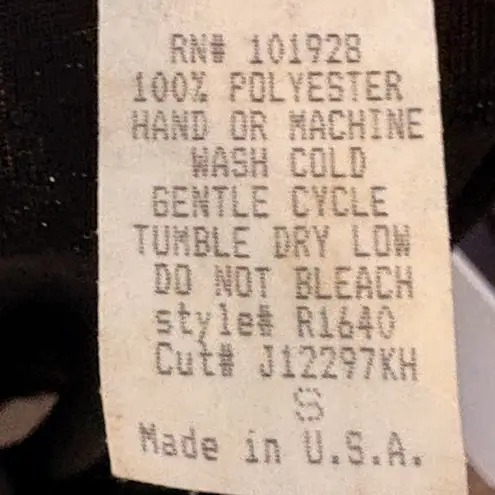 RN# 101928
100% POLYESTER
HAND OR MACHINE
WASH COLD
GENTLE CYCLE
TUMBLE DRY LOW
DO NOT BLEACH
style# R1640
Cut# J12297KH
S
Made in U.S.A.